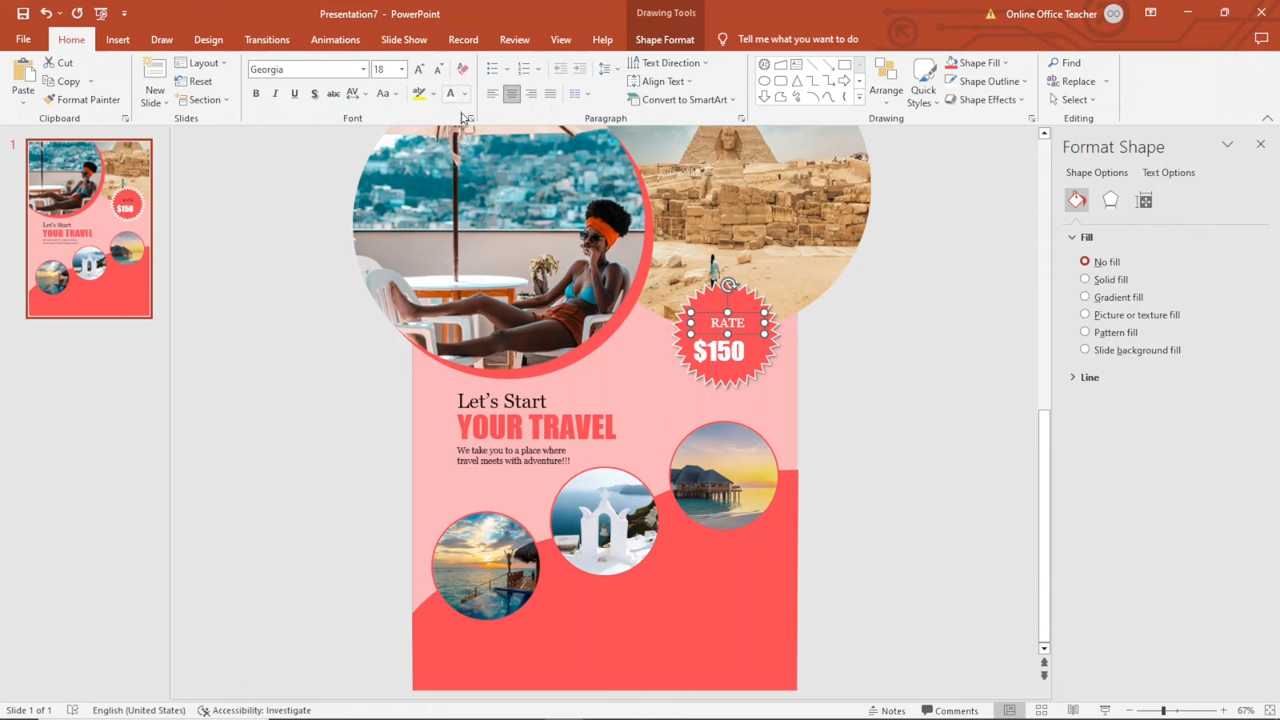 Presentation7 - PowerPoint
Drawing Tools
Online Office Teacher
OO
File
Home
Insert
Draw
Design
Transitions
Animations
Slide Show
Record
Review
View
Help
Shape Format
Tell me what you want to do
Paste
Cut
Copy
Format Painter
Clipboard
New
Slide
Layout
Reset
Section
Slides
Georgia
18
B I U S abc AV Aa A
Font
Text Direction
Align Text
Convert to SmartArt
Paragraph
Arrange
Quick
Styles
Shape Fill
Shape Outline
Shape Effects
Drawing
Find
Replace
Select
Editing
1
RATE
$150
Let's Start
YOUR TRAVEL
We take you to a place where
travel meets with adventure!!!
Format Shape
Shape Options
Text Options
Fill
No fill
Solid fill
Gradient fill
Picture or texture fill
Pattern fill
Slide background fill
Line
Slide 1 of 1
English (United States)
Accessibility: Investigate
Notes
Comments
67%